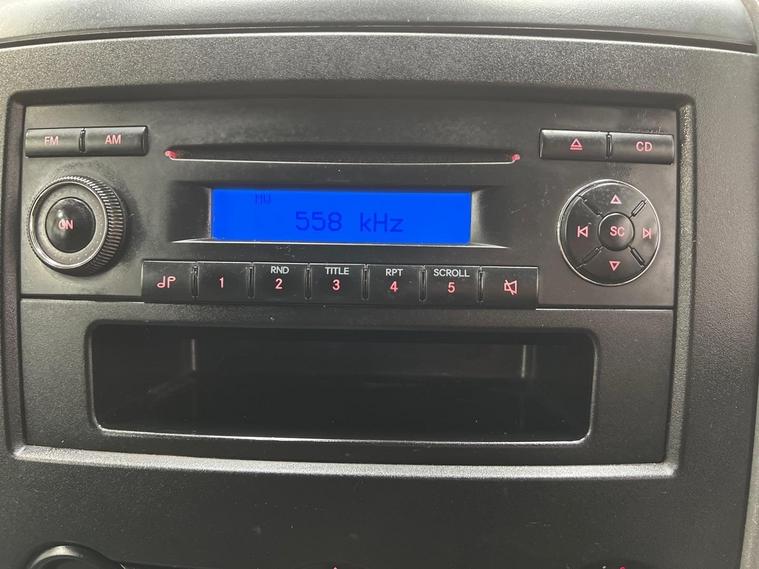 FM AM
CD
MW
558 kHz
ON
SC
RND TITLE RPT SCROLL
1 2 3 4 5